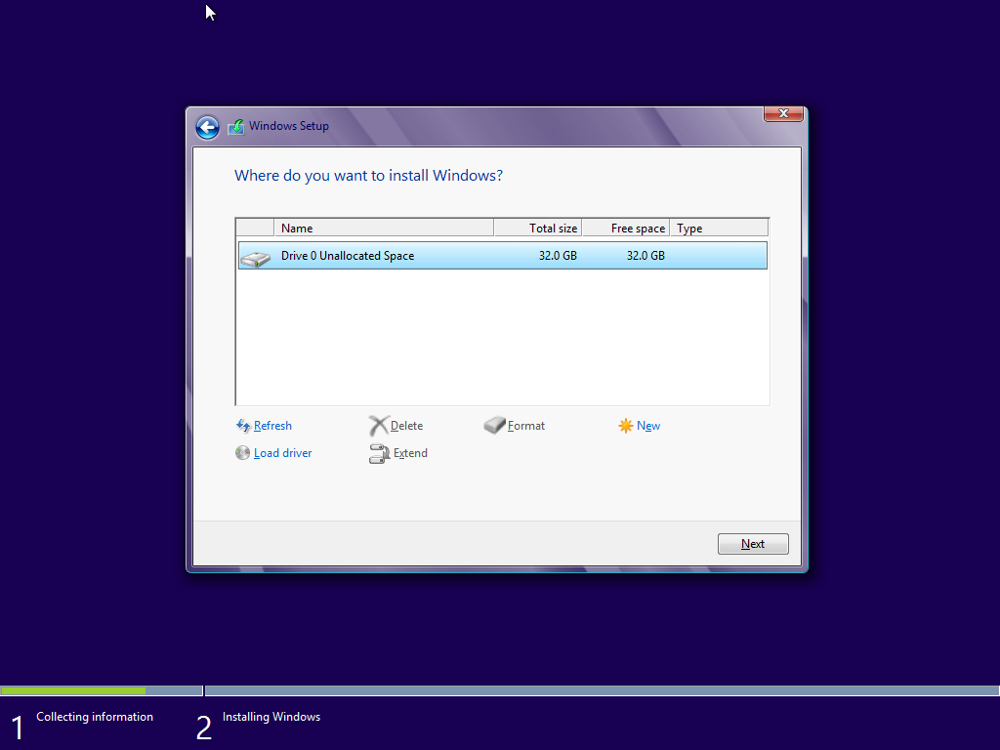 Windows Setup
Where do you want to install Windows?
Name Total size Free space Type
Drive 0 Unallocated Space 32.0 GB 32.0 GB
Refresh Delete Format New
Load driver Extend
Next
1 Collecting information 2 Installing Windows